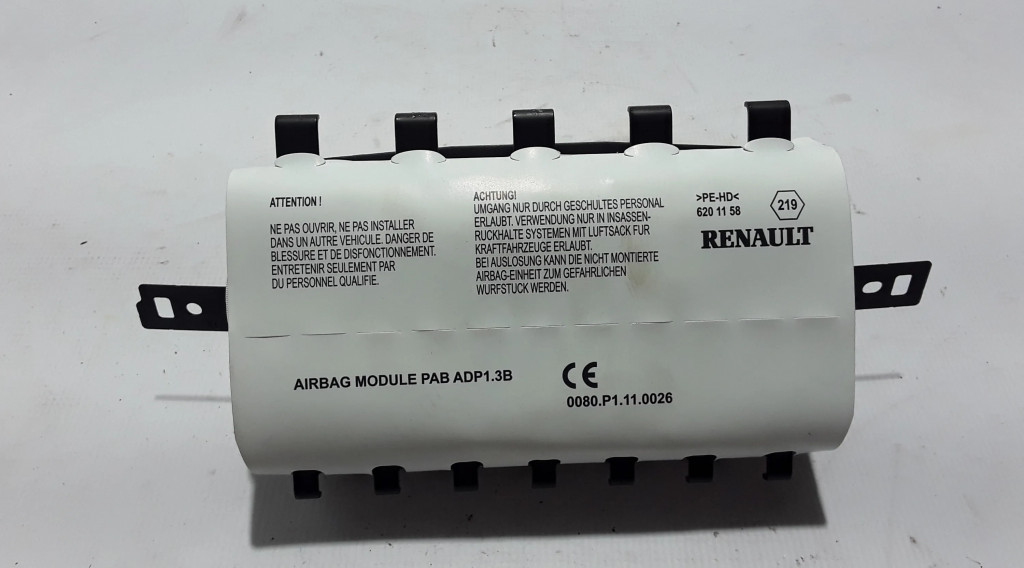 ATTENTION !
NE PAS OUVRIR, NE PAS INSTALLER
DANS UN AUTRE VEHICULE. DANGER DE
BLESSURE ET DE DISFONCTIONNEMENT.
ENTRETENIR SEULEMENT PAR
DU PERSONNEL QUALIFIE.
ACHTUNG!
UMGANG NUR DURCH GESCHULTES PERSONAL
ERLAUBT. VERWENDUNG NUR IN INSASSEN-
RUCKHALTE SYSTEMEN MIT LUFTSACK FUR
KRAFTFAHRZEUGE ERLAUBT.
BEI AUSLOSUNG KANN DIE NICHT MONTIERTE
AIRBAG-EINHEIT ZUM GEFAHRLICHEN
WURFSTUCK WERDEN.
>PE-HD<
620 11 58
219
RENAULT
AIRBAG MODULE PAB ADP1.3B
CE
0080.P1.11.0026